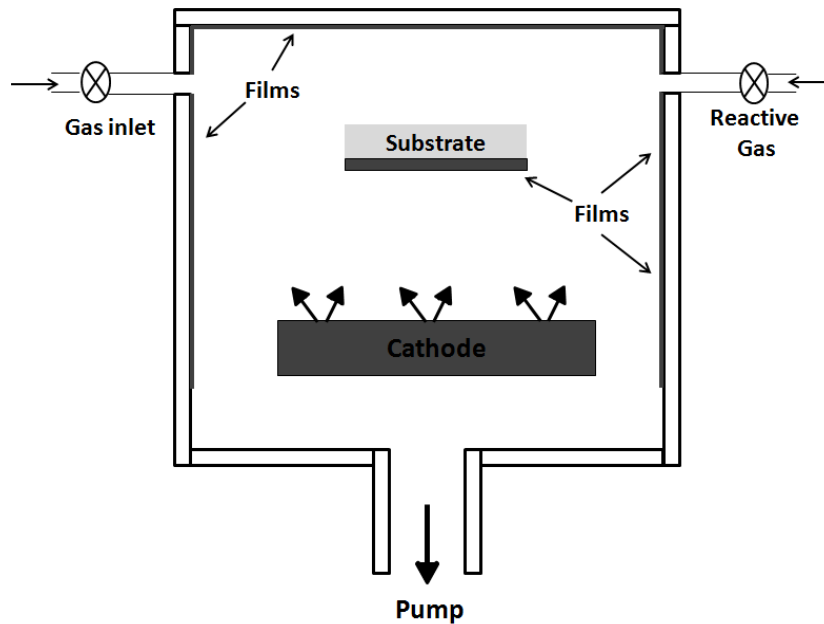 Films
Gas inlet
Reactive
Gas
Substrate
Films
Cathode
Pump